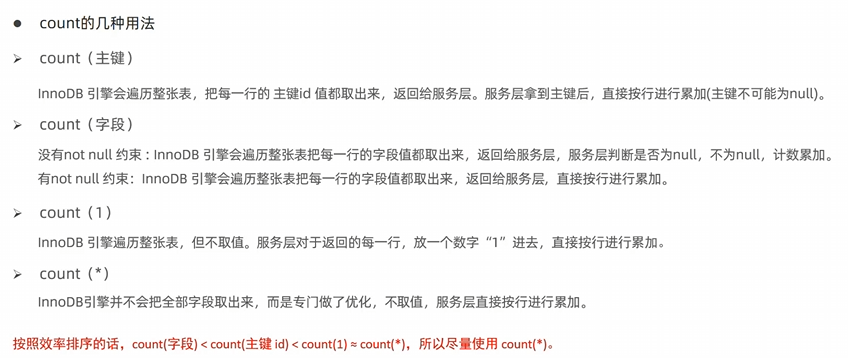 ● count的几种用法
➢ count（主键）
InnoDB 引擎会遍历整张表，把每一行的 主键id 值都取出来，返回给服务层。服务层拿到主键后，直接按行进行累加(主键不可能为null)。
➢ count（字段）
没有not null 约束 : InnoDB 引擎会遍历整张表把每一行的字段值都取出来，返回给服务层，服务层判断是否为null，不为null，计数累加。
有not null 约束：InnoDB 引擎会遍历整张表把每一行的字段值都取出来，返回给服务层，直接按行进行累加。
➢ count（1）
InnoDB 引擎遍历整张表，但不取值。服务层对于返回的每一行，放一个数字“1”进去，直接按行进行累加。
➢ count（*）
InnoDB引擎并不会把全部字段取出来，而是专门做了优化，不取值，服务层直接按行进行累加。
按照效率排序的话，count(字段) < count(主键 id) < count(1) ≈ count(*)，所以尽量使用 count(*)。